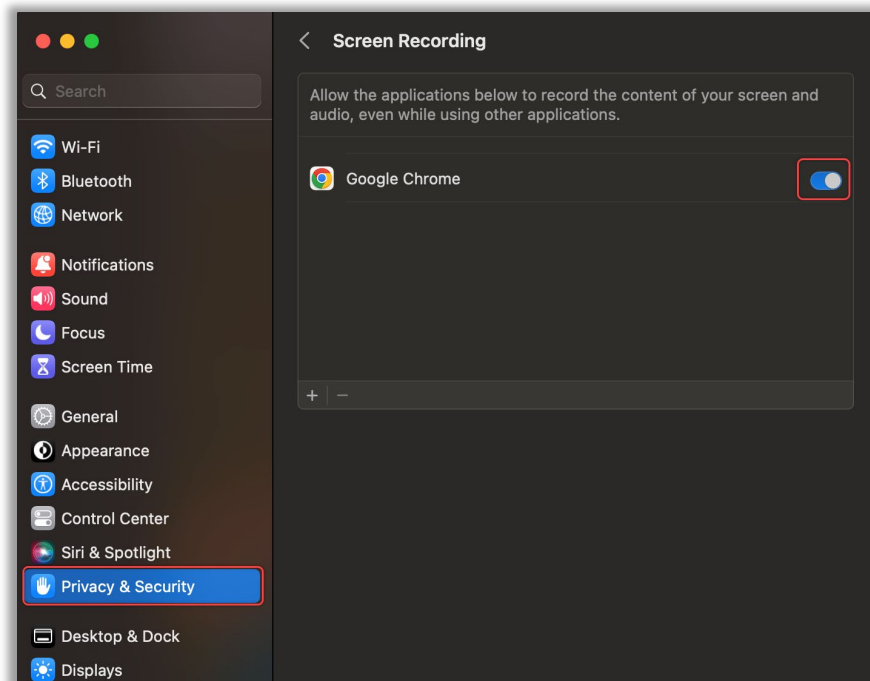 Screen Recording
Search
Allow the applications below to record the content of your screen and
audio, even while using other applications.
Wi-Fi
Bluetooth
Network
Notifications
Sound
Focus
Screen Time
General
Appearance
Accessibility
Control Center
Siri & Spotlight
Privacy & Security
Desktop & Dock
Displays
Google Chrome